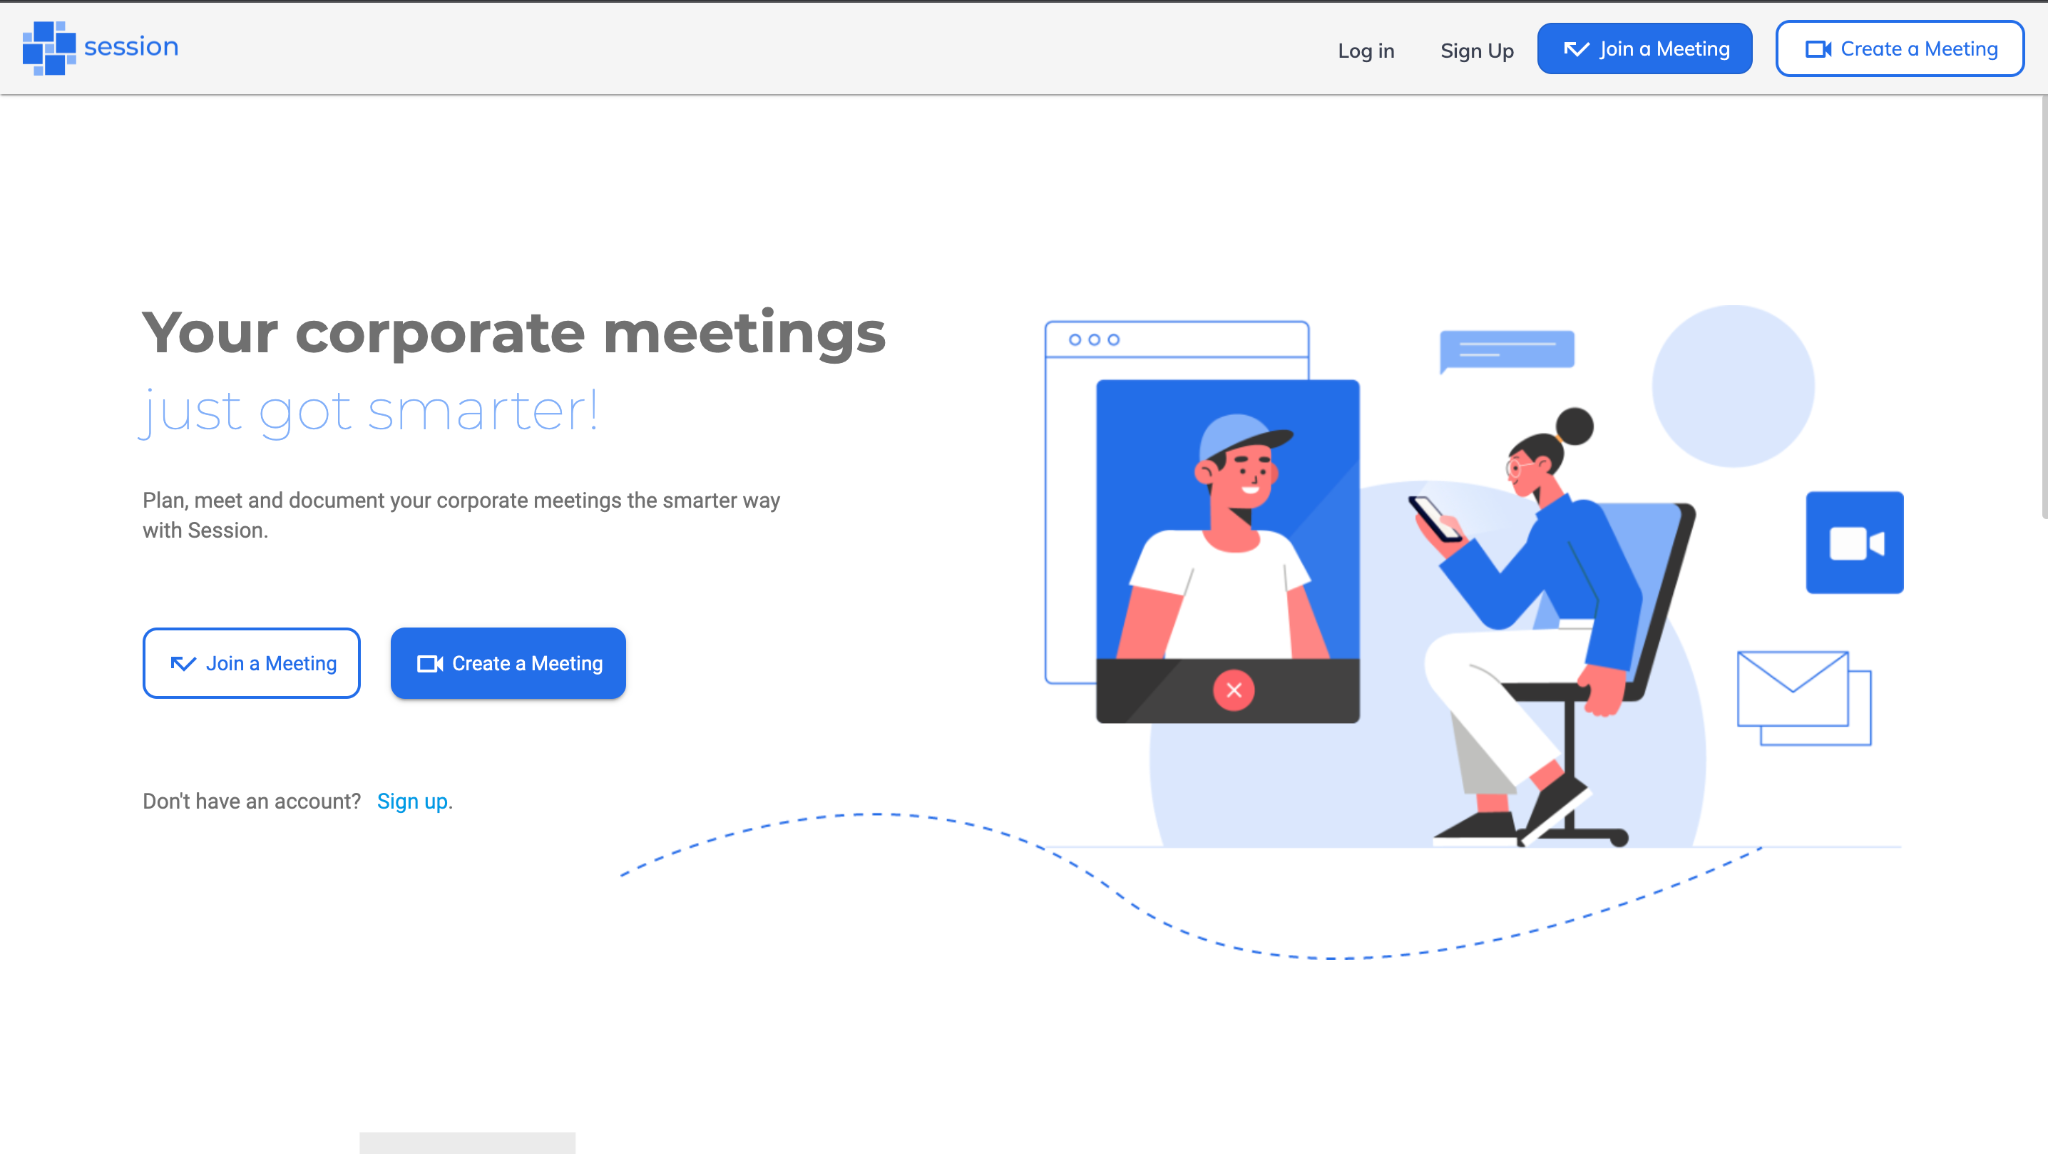 session
Log in
Sign Up
Join a Meeting
Create a Meeting
Your corporate meetings
just got smarter!
Plan, meet and document your corporate meetings the smarter way
with Session.
Join a Meeting
Create a Meeting
Don't have an account? Sign up.